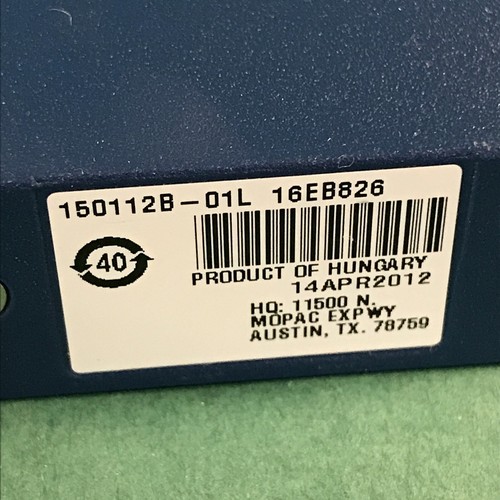 150112B-01L 16EB826
40
PRODUCT OF HUNGARY
14APR2012
HQ: 11500 N.
MOPAC EXPWY
AUSTIN, TX. 78759